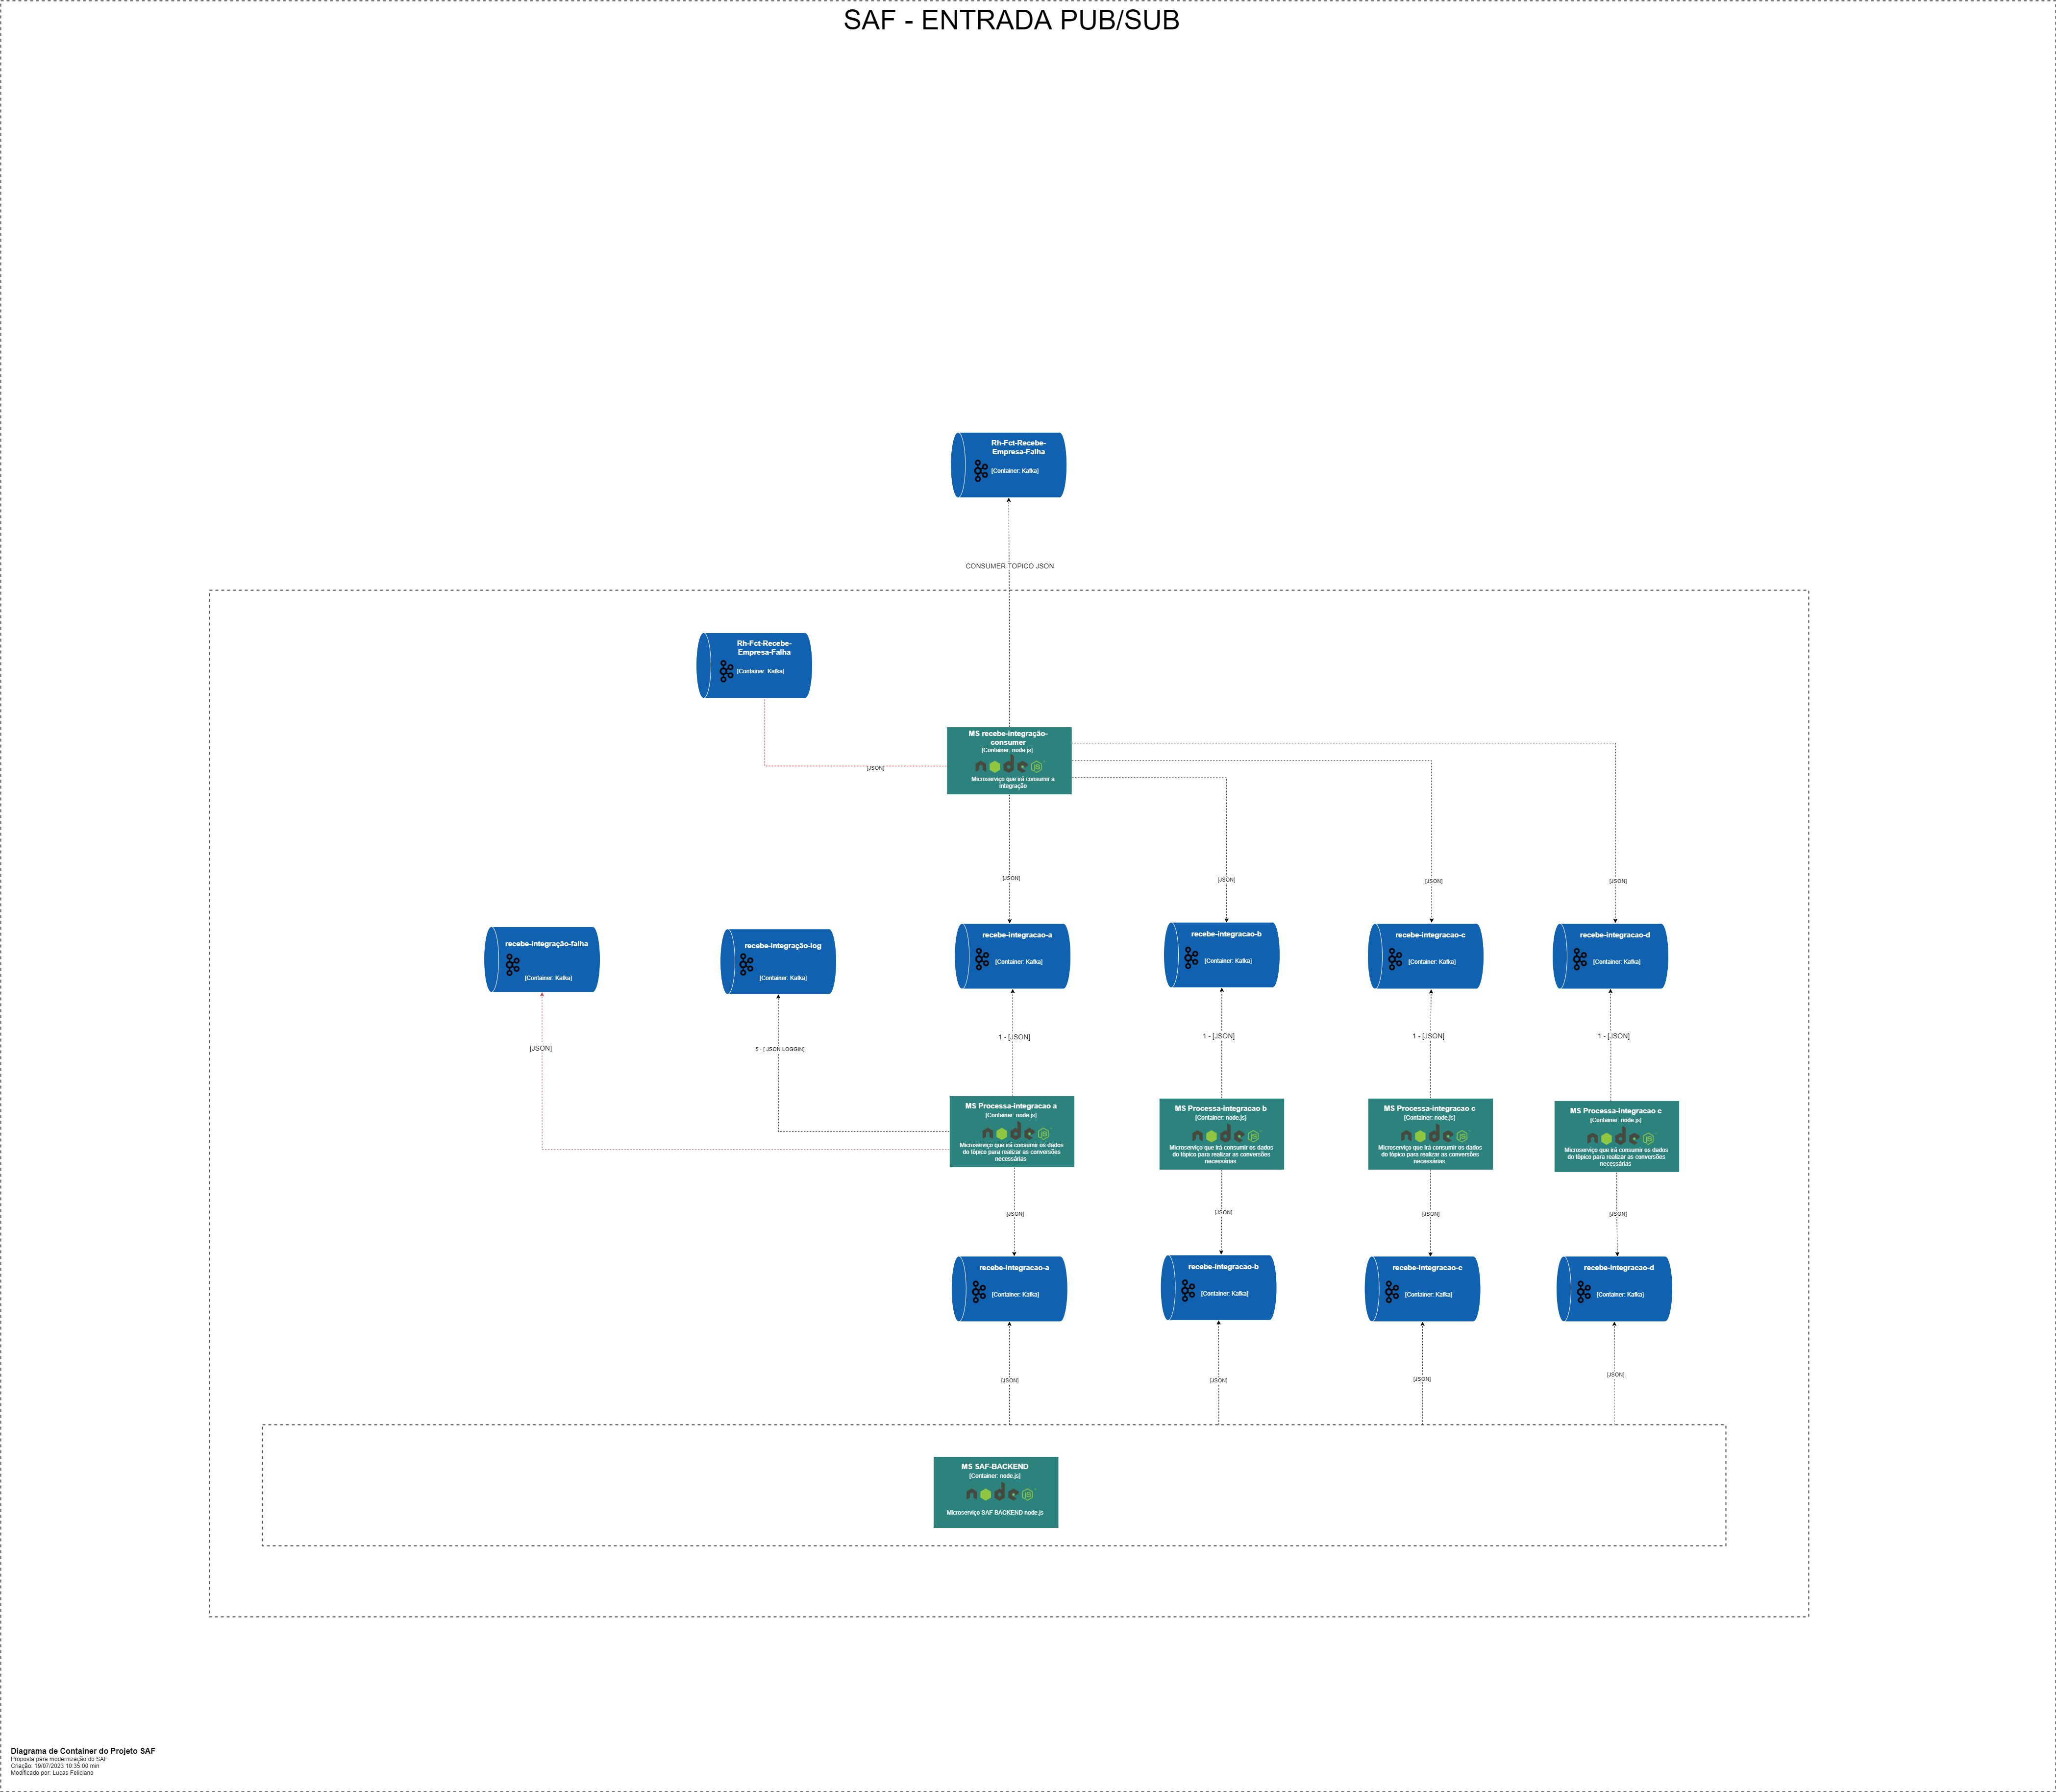 SAF - ENTRADA PUB/SUB
Rh-Fct-Recebe-
Empresa-Falha
[Container: Kafka]
CONSUMER TOPICO JSON
Rh-Fct-Recebe-
Empresa-Falha
[Container: Kafka]
MS recebe-integração-
consumer
[Container: node.js]
node JS
Microserviço que irá consumir a
integração
[JSON]
[JSON]
[JSON]
[JSON]
[JSON]
recebe-integração-falha
[Container: Kafka]
recebe-integração-log
[Container: Kafka]
recebe-integracao-a
[Container: Kafka]
recebe-integracao-b
[Container: Kafka]
recebe-integracao-c
[Container: Kafka]
recebe-integracao-d
[Container: Kafka]
[JSON]
5 - [ JSON LOGGIN]
1 - [JSON]
1 - [JSON]
1 - [JSON]
1 - [JSON]
MS Processa-integracao a
[Container: node.js]
node JS
Microserviço que irá consumir os dados
do tópico para realizar as conversões
necessárias
MS Processa-integracao b
[Container: node.js]
node JS
Microserviço que irá consumir os dados
do tópico para realizar as conversões
necessárias
MS Processa-integracao c
[Container: node.js]
node JS
Microserviço que irá consumir os dados
do tópico para realizar as conversões
necessárias
MS Processa-integracao c
[Container: node.js]
node JS
Microserviço que irá consumir os dados
do tópico para realizar as conversões
necessárias
[JSON]
[JSON]
[JSON]
[JSON]
recebe-integracao-a
[Container: Kafka]
recebe-integracao-b
[Container: Kafka]
recebe-integracao-c
[Container: Kafka]
recebe-integracao-d
[Container: Kafka]
[JSON]
[JSON]
[JSON]
[JSON]
MS SAF-BACKEND
[Container: node.js]
node JS
Microserviço SAF BACKEND node.js
Diagrama de Container do Projeto SAF
Proposta para modernização do SAF
Criação: 19/07/2023 10:35:00 min
Modificado por: Lucas Feliciano